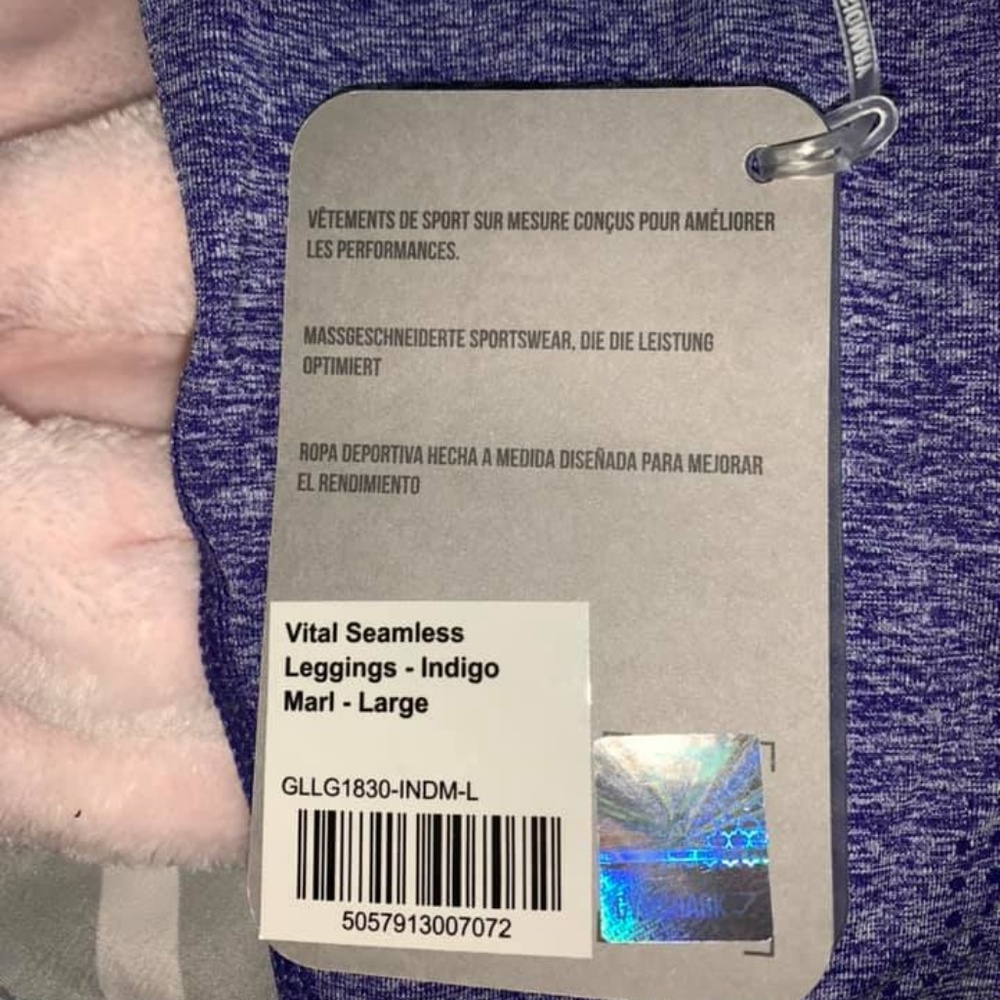 VÊTEMENTS DE SPORT SUR MESURE CONÇUS POUR AMÉLIORER
LES PERFORMANCES.
MASSGESCHNEIDERTE SPORTSWEAR, DIE DIE LEISTUNG
OPTIMIERT
ROPA DEPORTIVA HECHA A MEDIDA DISEÑADA PARA MEJORAR
EL RENDIMIENTO
Vital Seamless
Leggings - Indigo
Marl - Large
GLLG1830-INDM-L
5057913007072